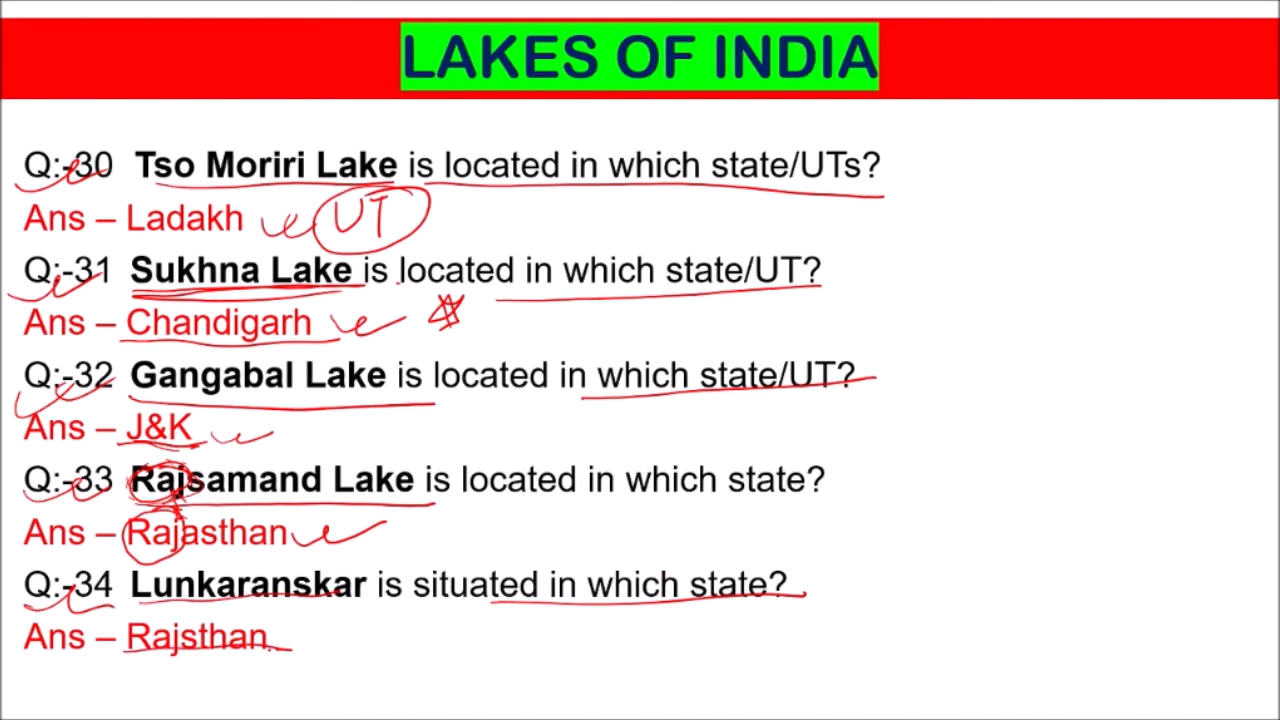 LAKES OF INDIA
Q:-30 Tso Moriri Lake is located in which state/UTs?
Ans – Ladakh UT
Q:-31 Sukhna Lake is located in which state/UT?
Ans – Chandigarh
Q:-32 Gangabal Lake is located in which state/UT?
Ans – J&K
Q:-33 Rajsamand Lake is located in which state?
Ans – Rajasthan
Q:-34 Lunkaranskar is situated in which state?
Ans – Rajsthan